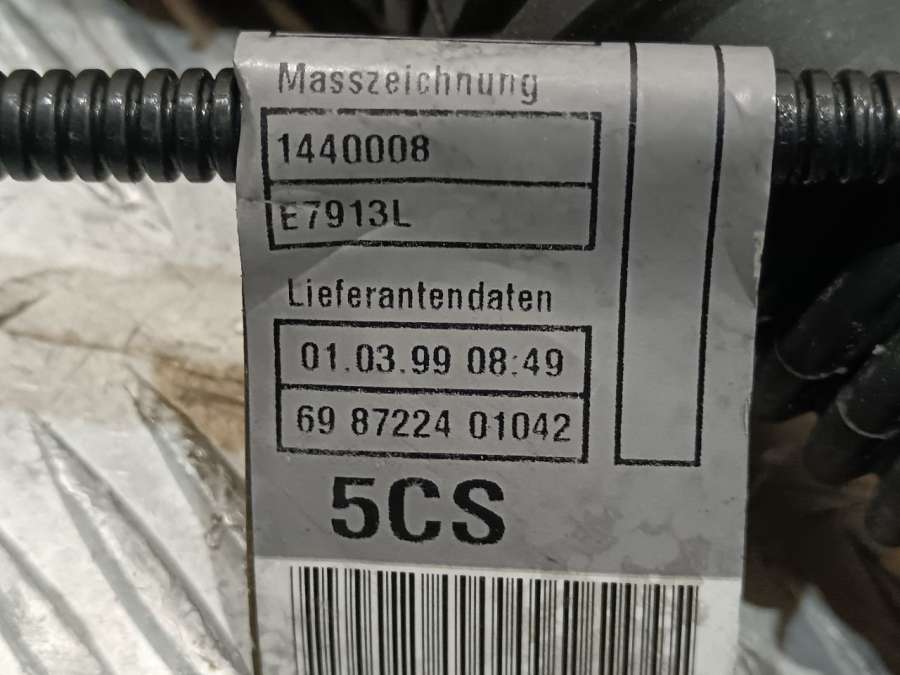 Masszeichnung
1440008
E7913L
Lieferantendaten
01.03.99 08:49
69 87224 01042
5CS